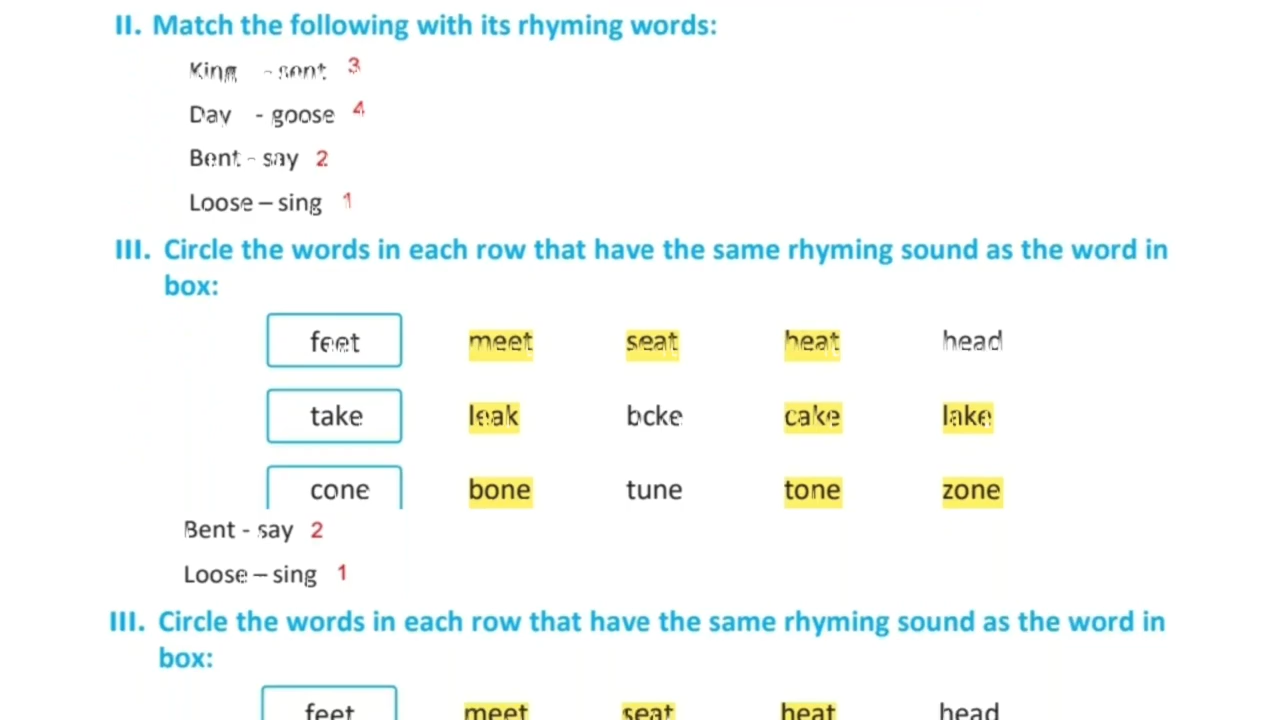 II. Match the following with its rhyming words:
King - sent 3
Day - goose 4
Bent - say 2
Loose – sing 1
III. Circle the words in each row that have the same rhyming sound as the word in
box:
feet meet seat heat head
take leak bcke cake lake
cone bone tune tone zone
Bent - say 2
Loose – sing 1
III. Circle the words in each row that have the same rhyming sound as the word in
box:
feet meet seat heat head